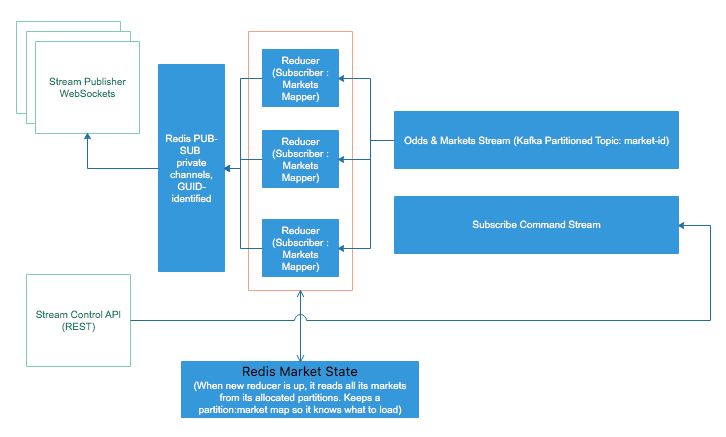 Stream Publisher
WebSockets
Redis PUB-
SUB
private
channels,
GUID-
identified
Reducer
(Subscriber :
Markets
Mapper)
Reducer
(Subscriber :
Markets
Mapper)
Reducer
(Subscriber :
Markets
Mapper)
Odds & Markets Stream (Kafka Partitioned Topic: market-id)
Subscribe Command Stream
Stream Control API
(REST)
Redis Market State
(When new reducer is up, it reads all its markets
from its allocated partitions. Keeps a
partition:market map so it knows what to load)